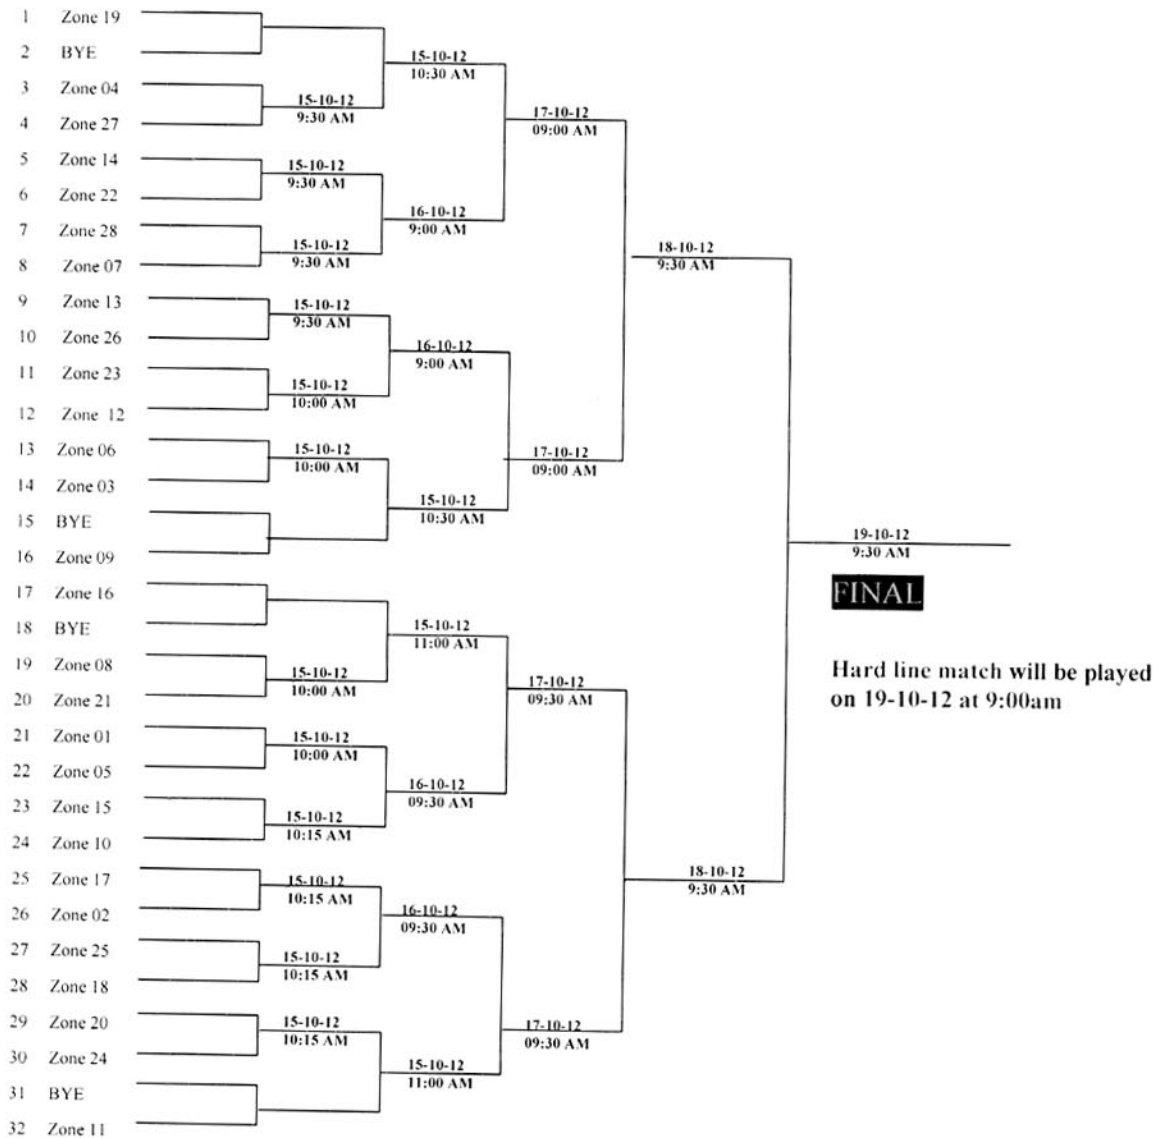 1 Zone 19
2 BYE
15-10-12
10:30 AM
3 Zone 04
15-10-12
9:30 AM
4 Zone 27
17-10-12
09:00 AM
5 Zone 14
15-10-12
9:30 AM
6 Zone 22
16-10-12
9:00 AM
7 Zone 28
15-10-12
9:30 AM
8 Zone 07
18-10-12
9:30 AM
9 Zone 13
15-10-12
9:30 AM
10 Zone 26
16-10-12
9:00 AM
11 Zone 23
15-10-12
10:00 AM
12 Zone 12
13 Zone 06
15-10-12
10:00 AM
17-10-12
09:00 AM
14 Zone 03
15-10-12
10:30 AM
15 BYE
16 Zone 09
19-10-12
9:30 AM
FINAL
17 Zone 16
18 BYE
15-10-12
11:00 AM
19 Zone 08
15-10-12
10:00 AM
Hard line match will be played
on 19-10-12 at 9:00am
17-10-12
09:30 AM
20 Zone 21
21 Zone 01
15-10-12
10:00 AM
22 Zone 05
16-10-12
09:30 AM
23 Zone 15
15-10-12
10:15 AM
24 Zone 10
18-10-12
9:30 AM
25 Zone 17
15-10-12
10:15 AM
26 Zone 02
16-10-12
09:30 AM
27 Zone 25
15-10-12
10:15 AM
28 Zone 18
29 Zone 20
15-10-12
10:15 AM
17-10-12
09:30 AM
30 Zone 24
15-10-12
11:00 AM
31 BYE
32 Zone 11